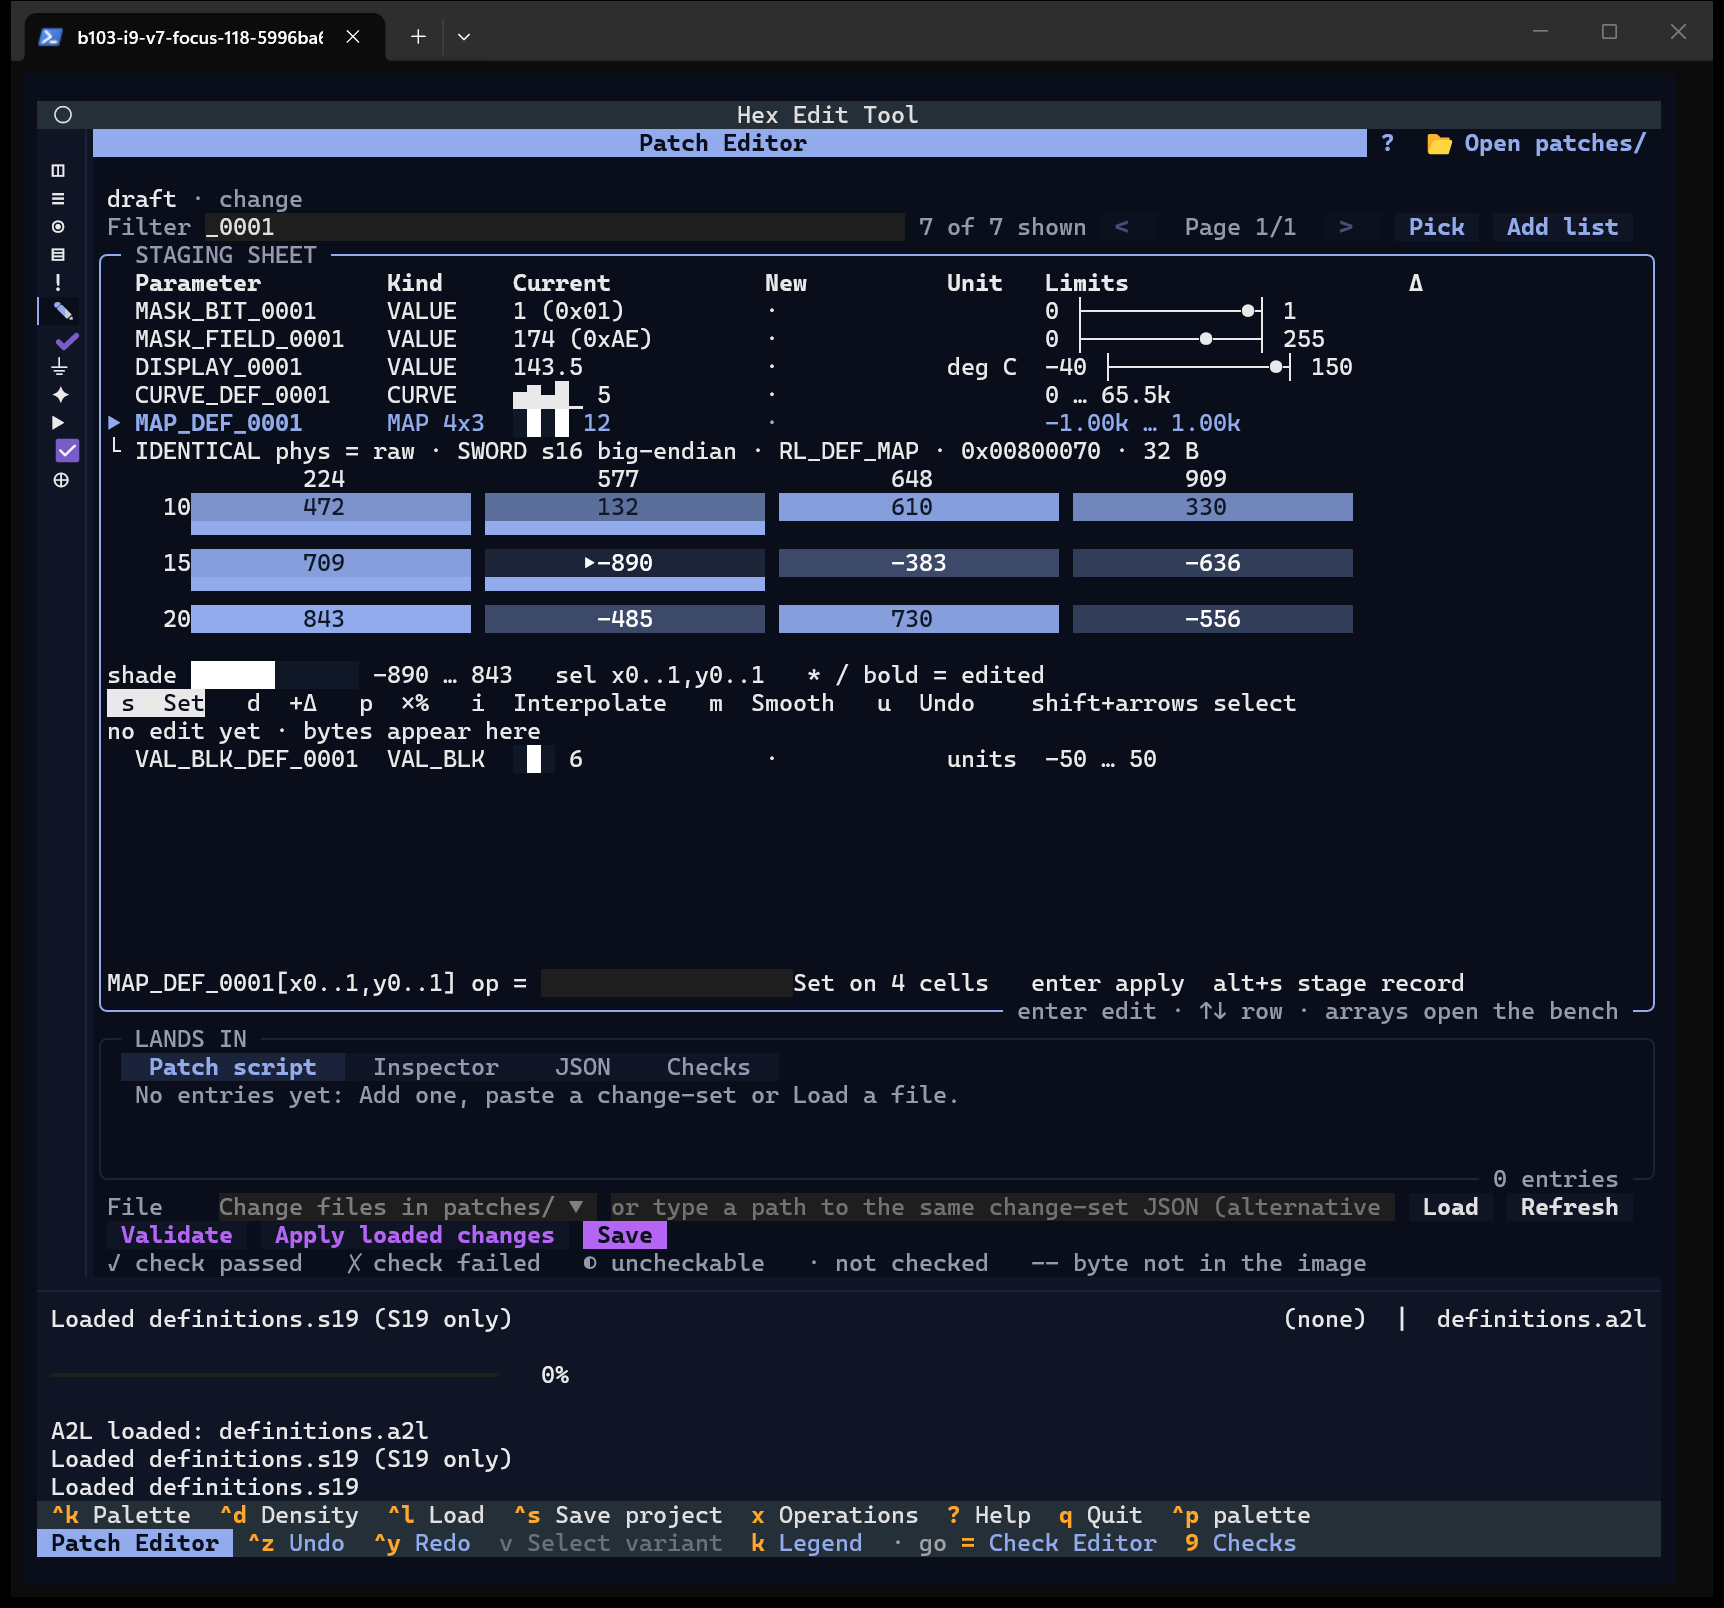 b103-i9-v7-focus-118-5996ba
Hex Edit Tool
Patch Editor ? Open patches/
draft · change
Filter _0001 7 of 7 shown < Page 1/1 > Pick Add list
STAGING SHEET
Parameter Kind Current New Unit Limits Δ
MASK_BIT_0001 VALUE 1 (0x01) · 0 1
MASK_FIELD_0001 VALUE 174 (0xAE) · 0 255
DISPLAY_0001 VALUE 143.5 · deg C -40 150
CURVE_DEF_0001 CURVE 5 · 0 … 65.5k
▶ MAP_DEF_0001 MAP 4x3 12 · -1.00k … 1.00k
└ IDENTICAL phys = raw · SWORD s16 big-endian · RL_DEF_MAP · 0x00800070 · 32 B
224 577 648 909
10 472 132 610 330
15 709 ▶-890 -383 -636
20 843 -485 730 -556
shade -890 … 843 sel x0..1,y0..1 * / bold = edited
s Set d +Δ p ×% i Interpolate m Smooth u Undo shift+arrows select
no edit yet · bytes appear here
VAL_BLK_DEF_0001 VAL_BLK 6 · units -50 … 50
MAP_DEF_0001[x0..1,y0..1] op = Set on 4 cells enter apply alt+s stage record
enter edit · ↑↓ row · arrays open the bench
LANDS IN
Patch script Inspector JSON Checks
No entries yet: Add one, paste a change-set or Load a file.
0 entries
File Change files in patches/ ▼ or type a path to the same change-set JSON (alternative Load Refresh
Validate Apply loaded changes Save
√ check passed ╳ check failed ◐ uncheckable · not checked -- byte not in the image
Loaded definitions.s19 (S19 only) (none) | definitions.a2l
0%
A2L loaded: definitions.a2l
Loaded definitions.s19 (S19 only)
Loaded definitions.s19
^k Palette ^d Density ^l Load ^s Save project x Operations ? Help q Quit ^p palette
Patch Editor ^z Undo ^y Redo v Select variant k Legend · go = Check Editor 9 Checks